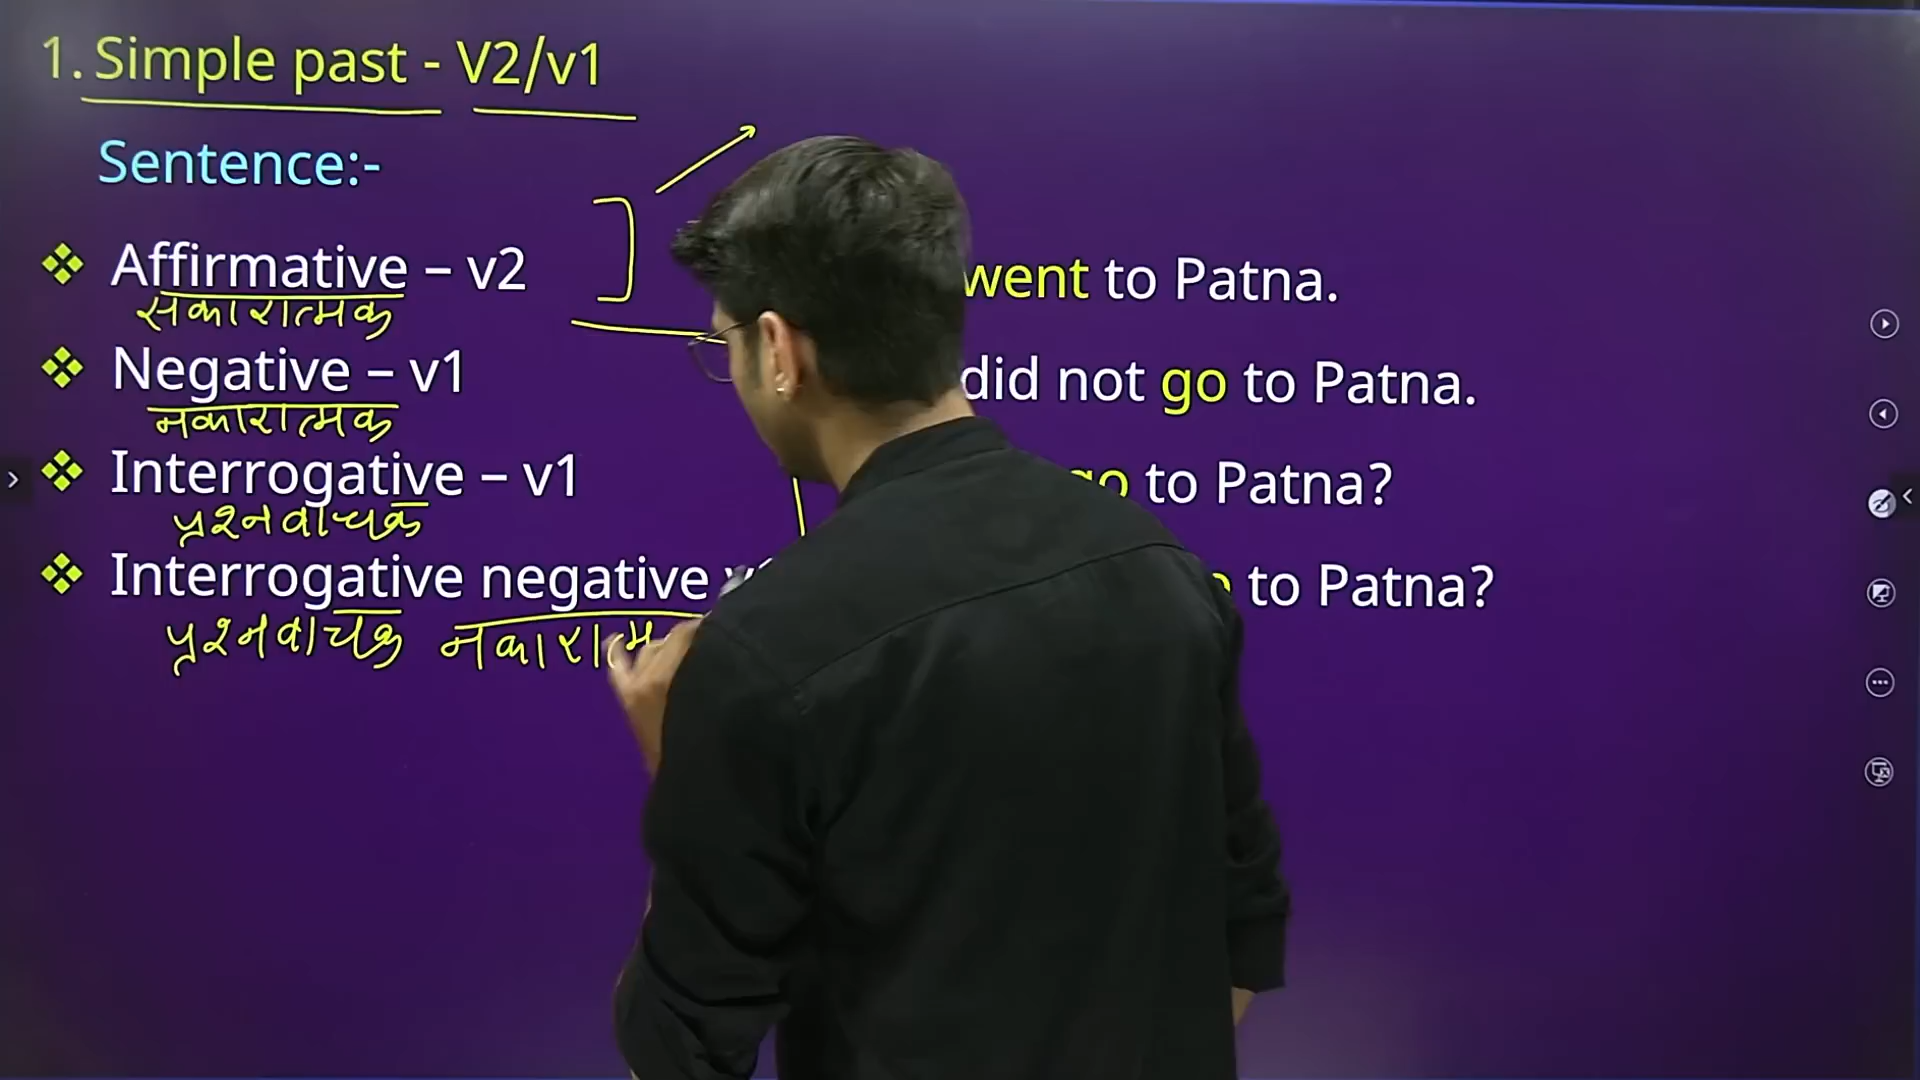 1. Simple past - V2/v1
Sentence:-
Affirmative – v2
went to Patna.
सकारात्मक
Negative – v1
did not go to Patna.
नकारात्मक
Interrogative – v1
go to Patna?
प्रश्नवाचक
Interrogative negative
to Patna?
प्रश्नवाचक